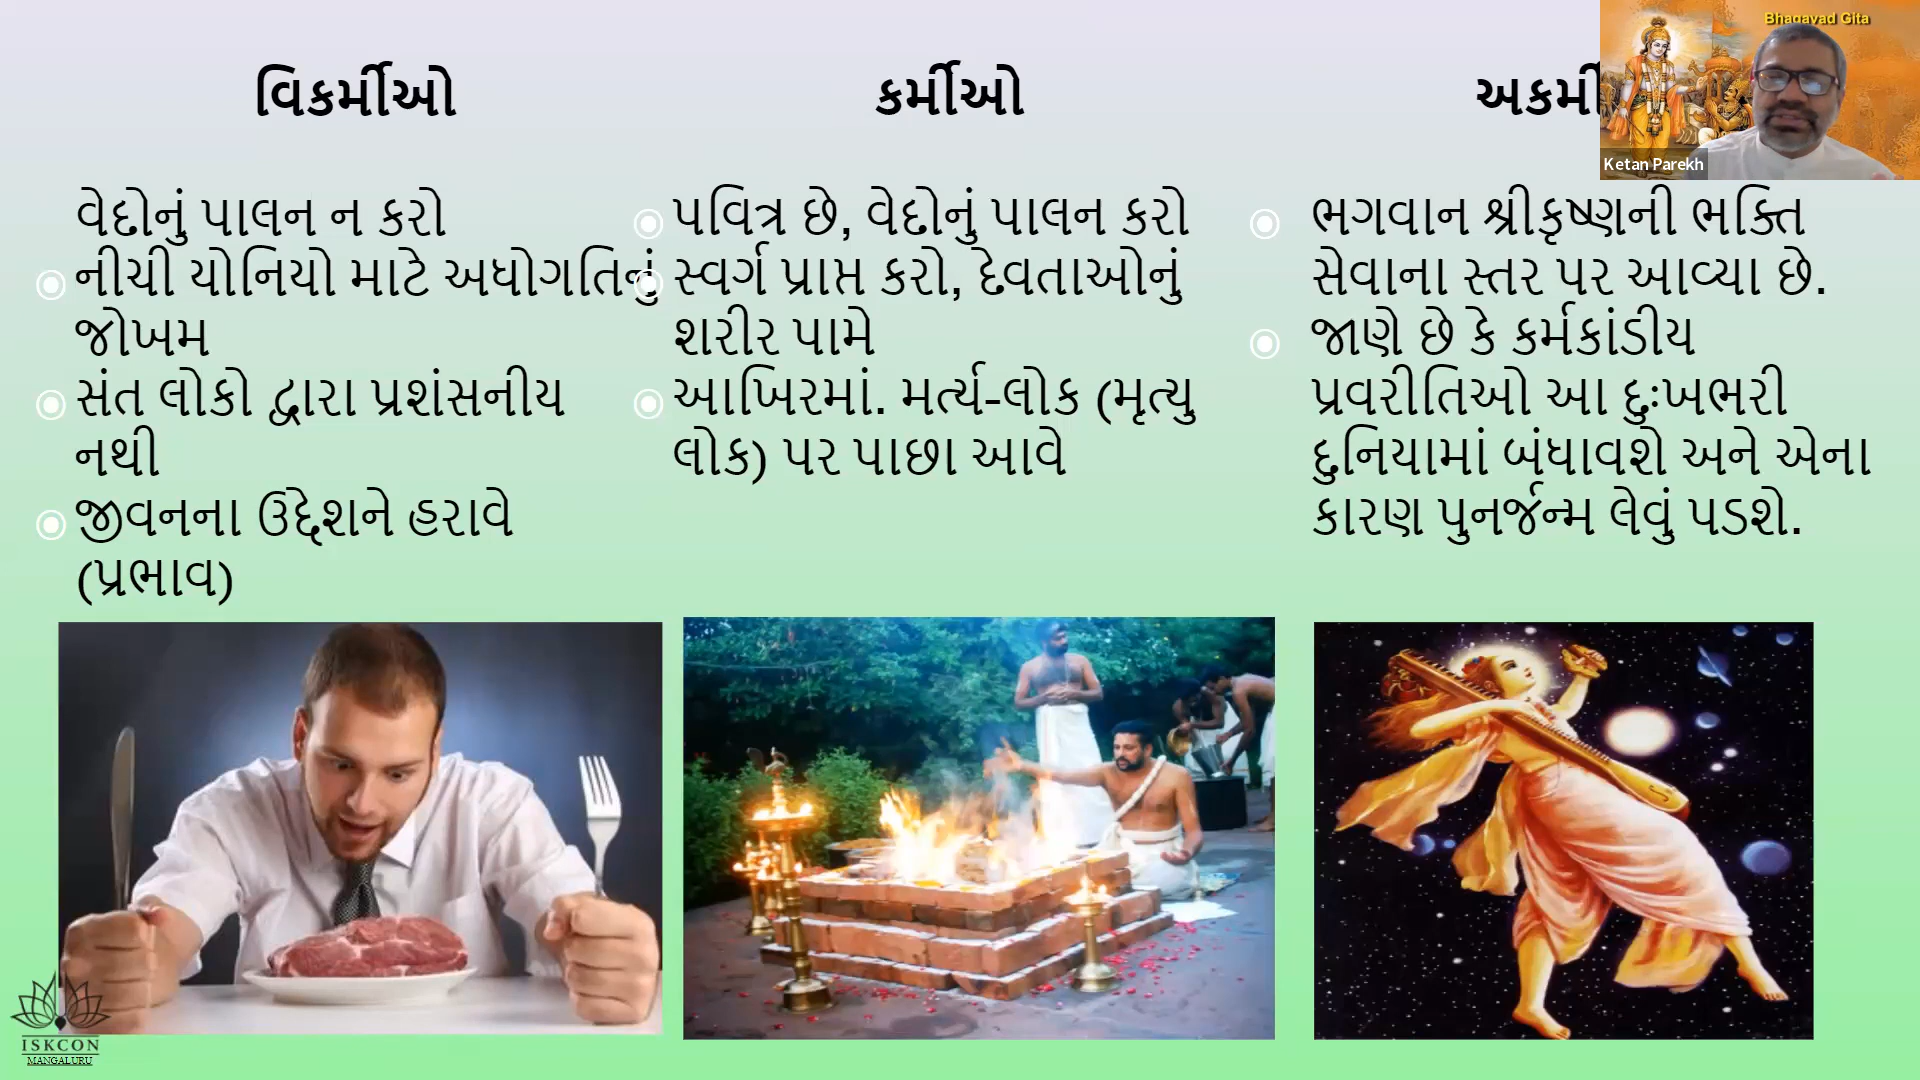 વિકર્મીઓ
વેદોનું પાલન ન કરો
નીચી યોનિયો માટે અધોગતિનું
જોખમ
સંત લોકો દ્વારા પ્રશંસનીય
નથી
જીવનના ઉદ્દેશને હરાવે
(પ્રભાવ)
કર્મીઓ
પવિત્ર છે, વેદોનું પાલન કરો
સ્વર્ગ પ્રાપ્ત કરો, દેવતાઓનું
શરીર પામે
આખિરમાં. મર્ત્ય-લોક (મૃત્યુ
લોક) પર પાછા આવે
ભગવાન શ્રીકૃષ્ણની ભક્તિ
સેવાના સ્તર પર આવ્યા છે.
જાણે છે કે કર્મકાંડીય
પ્રવરીતિઓ આ દુઃખભરી
દુનિયામાં બંધાવશે અને એના
કારણ પુનર્જન્મ લેવું પડશે.
Bhagavad Gita
Ketan Parekh
ISKCON
MANGALURU